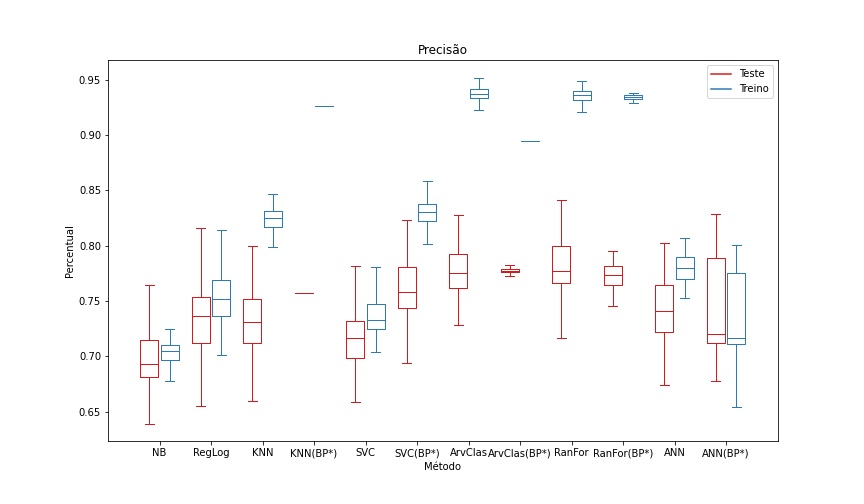 Precisão
Teste
Treino
0.95
0.90
0.85
0.80
0.75
0.70
0.65
Percentual
NB RegLog KNN KNN(BP*) SVC SVC(BP*) ArvClas ArvClas(BP*) RanFor RanFor(BP*) ANN ANN(BP*)
Método